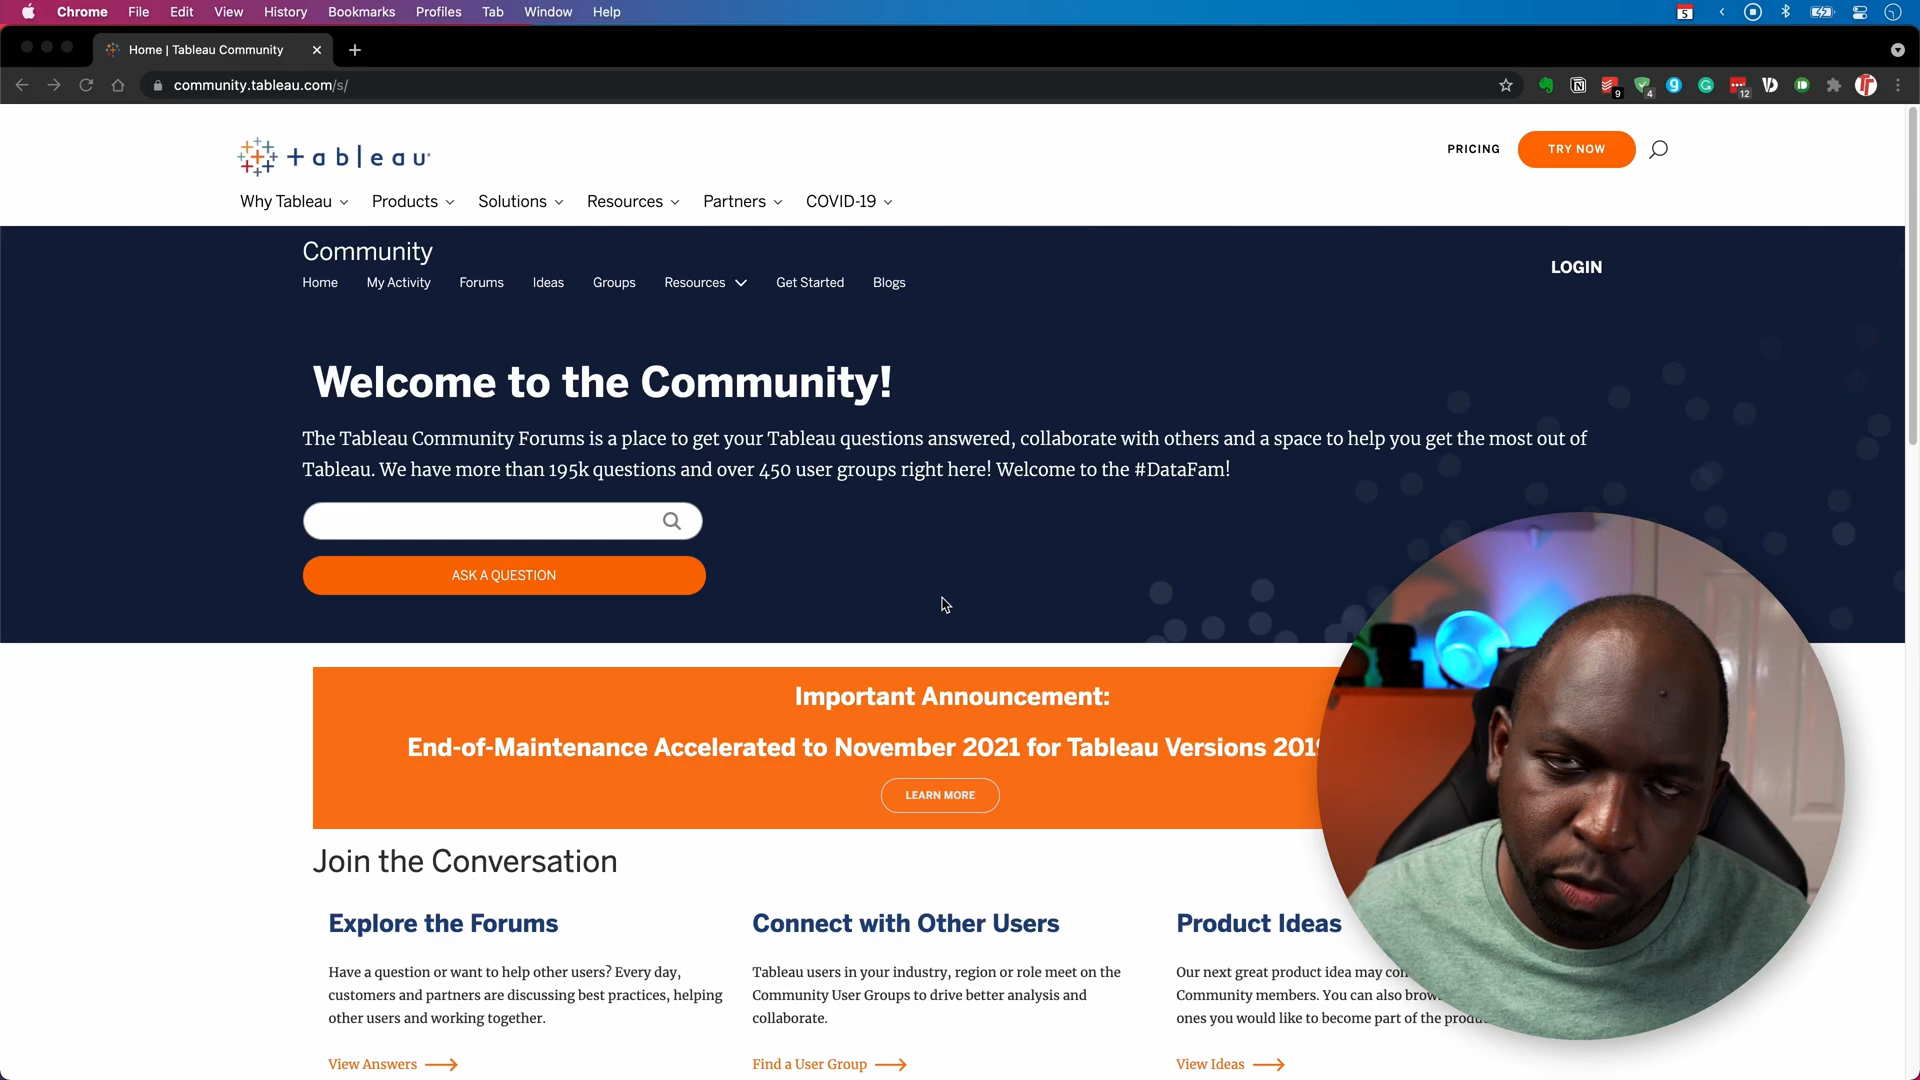 Chrome File Edit View History Bookmarks Profiles Tab Window Help
5
Home | Tableau Community
community.tableau.com/s/
9 4 12
+ a b | e a u
PRICING TRY NOW
Why Tableau Products Solutions Resources Partners COVID-19
Community
LOGIN
Home My Activity Forums Ideas Groups Resources Get Started Blogs
Welcome to the Community!
The Tableau Community Forums is a place to get your Tableau questions answered, collaborate with others and a space to help you get the most out of
Tableau. We have more than 195k questions and over 450 user groups right here! Welcome to the #DataFam!
ASK A QUESTION
Important Announcement:
End-of-Maintenance Accelerated to November 2021 for Tableau Versions
LEARN MORE
Join the Conversation
Explore the Forums
Have a question or want to help other users? Every day,
customers and partners are discussing best practices, helping
other users and working together.
View Answers
Connect with Other Users
Tableau users in your industry, region or role meet on the
Community User Groups to drive better analysis and
collaborate.
Find a User Group
Product Ideas
Our next great product idea may
Community members. You can also
ones you would like to become part of the
View Ideas